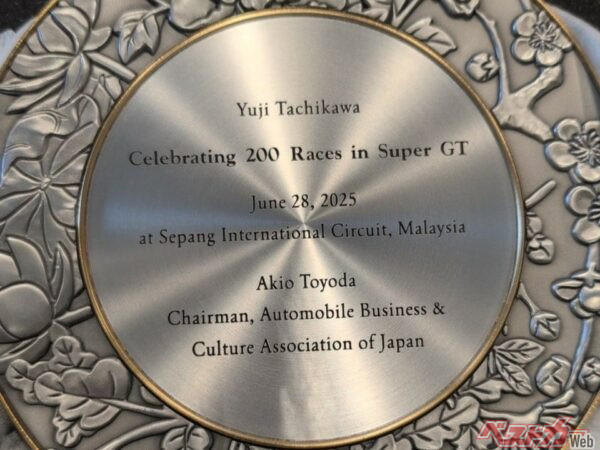 Yuji Tachikawa
Celebrating 200 Races in Super GT
June 28, 2025
at Sepang International Circuit, Malaysia
Akio Toyoda
Chairman, Automobile Business &
Culture Association of Japan
ベストカー Web